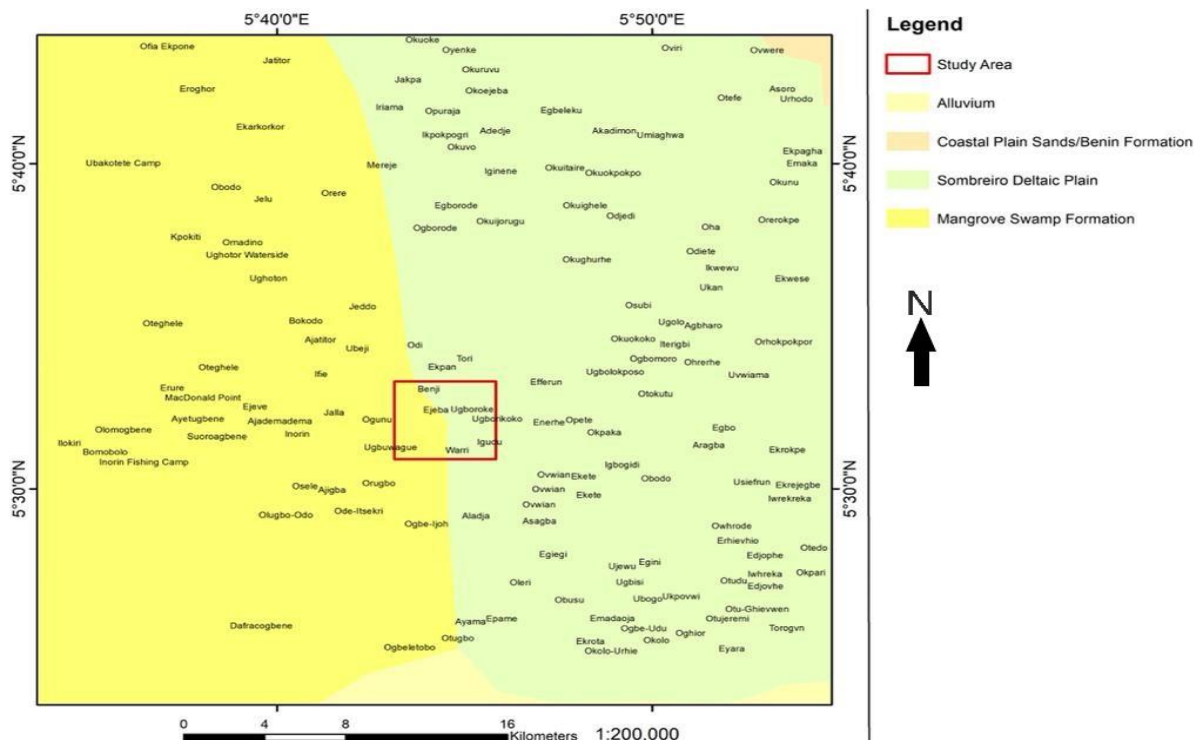 5°40'0"E
5°50'0"E
Legend
Study Area
Alluvium
Coastal Plain Sands/Benin Formation
Sombreiro Deltaic Plain
Mangrove Swamp Formation
N
5°40'0"N
5°40'0"N
5°30'0"N
5°30'0"N
Ofia Ekpone
Okuoke
Oyenke
Oviri
Ovwere
Jatitor
Okuruvu
Jakpa
Eroghor
Okoejeba
Asoro
Otefe
Urhodo
Iriama
Opuraja
Egbeleku
Ekarkorkor
Ikpokpogri
Adedje
Akadimon
Umiaghwa
Okuvo
Ekpagha
Ubakotete Camp
Mereje
Emaka
Iginene
Okuitaire
Okuokpokpo
Okunu
Obodo
Orere
Jelu
Egborode
Okuighele
Odjedi
Orerokpe
Okuijorugu
Ogborode
Oha
Kpokiti
Omadino
Ughotor Waterside
Odiete
Okughurhe
Ikwewu
Ughoton
Ekwese
Ukan
Jeddo
Osubi
Oteghele
Bokodo
Ugolo
Agbharo
Ajatitor
Ubeji
Odi
Okuokoko
Iterigbi
Orhokpokpor
Tori
Ogbomoro
Ohrerhe
Oteghele
Ifie
Ekpan
Ugbolokposo
Uvwiama
Efferun
Erure
Benji
Otokutu
MacDonald Point
Ejeve
Ejeba
Ugboroke
Jalla
Ayetugbene
Ajademadema
Ogunu
Ugborikoko
Enerhe
Opete
Olomogbene
Inorin
Okpaka
Egbo
Suoroagbene
Ilokiri
Igudu
Aragba
Bomobolo
Ugbuwague
Warri
Ekrokpe
Inorin Fishing Camp
Igbogidi
Ovwian
Ekete
Obodo
Usiefrun
Ekrejegbe
Osele
Ajigba
Orugbo
Ovwian
Ekete
Iwrekreka
Ovwian
Olugbo-Odo
Ode-Itsekri
Ogbe-Ijoh
Aladja
Asagba
Owhrode
Erhievhio
Otedo
Egiegi
Edjophe
Ujewu
Egini
Iwhreka
Okpari
Oleri
Ugbisi
Otudu
Edjovhe
Obusu
Ubogo
Ukpovwi
Otu-Ghievwen
Dafracogbene
Ayama
Epame
Emadaoja
Otujeremi
Ogbe-Udu
Oghior
Torogvn
Otugbo
Ekrota
Okolo
Ogbeletobo
Okolo-Urhie
Eyara
0 4 8 16
Kilometers 1:200,000